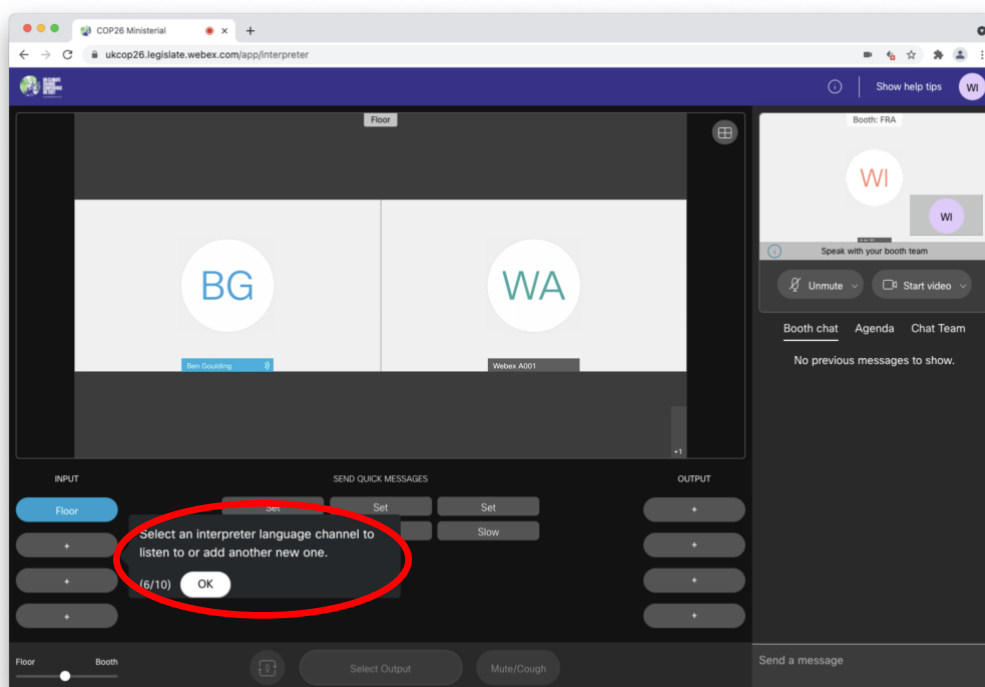 COP26 Ministerial
ukcop26.legislate.webex.com/app/interpreter
Show help tips
WI
Floor
Booth: FRA
WI
WI
Speak with your booth team
BG
WA
Ben Goulding
Webex A001
+1
Unmute
Start video
Booth chat Agenda Chat Team
No previous messages to show.
INPUT
SEND QUICK MESSAGES
OUTPUT
Floor
Set Set Set
+
Slow
+
+
+
Select an interpreter language channel to
listen to or add another new one.
(6/10) OK
+
+
+
+
Floor Booth
Select Output
Mute/Cough
Send a message